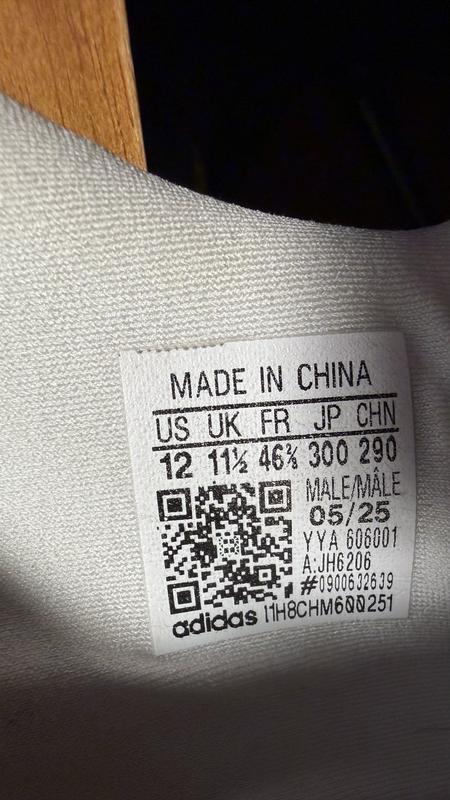 MADE IN CHINA
US UK FR JP CHN
12 11½ 46⅔ 300 290
MALE/MÂLE
05/25
YYA 606001
A:JH6206
#0900632639
adidas I1H8CHM600251